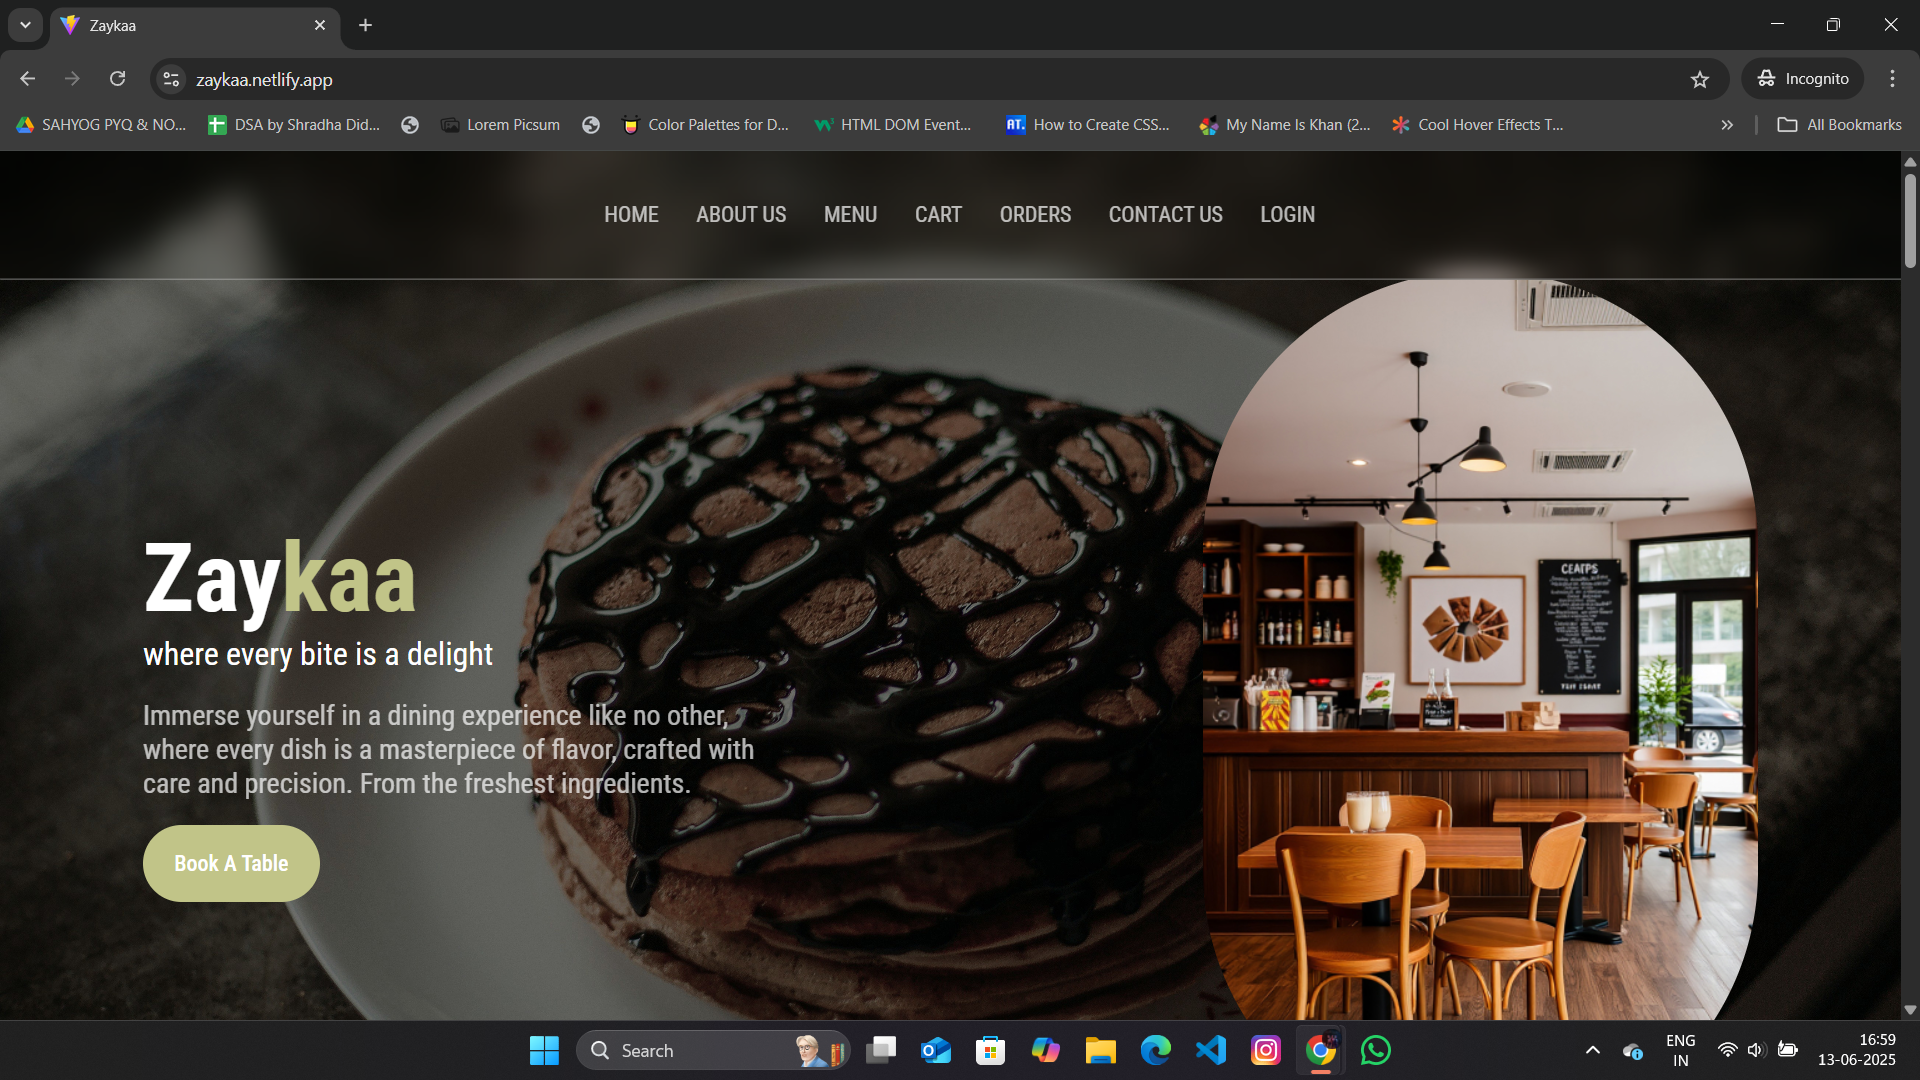 Zaykaa
zaykaa.netlify.app
Incognito
SAHYOG PYQ & NO...
DSA by Shradha Did...
Lorem Picsum
Color Palettes for D...
HTML DOM Event...
How to Create CSS...
My Name Is Khan (2...
Cool Hover Effects T...
All Bookmarks
HOME ABOUT US MENU CART ORDERS CONTACT US LOGIN
CEAIPS
Zaykaa
where every bite is a delight
Immerse yourself in a dining experience like no other,
where every dish is a masterpiece of flavor, crafted with
care and precision. From the freshest ingredients.
Book A Table
Search
ENG
IN
16:59
13-06-2025